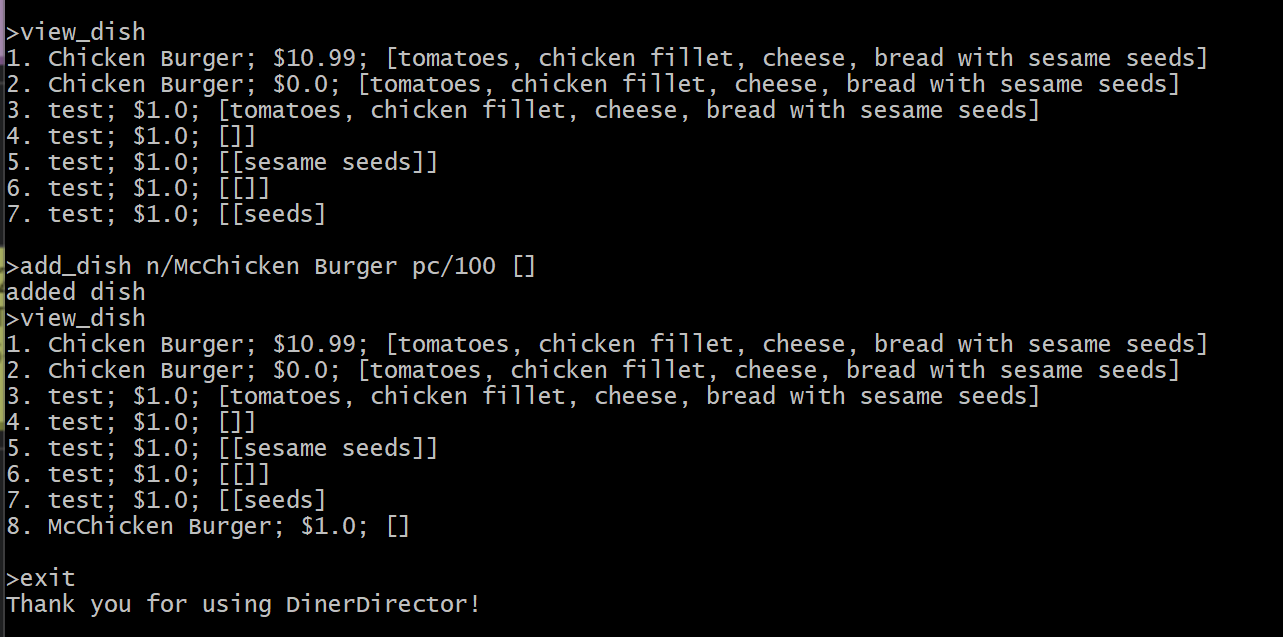 >view_dish
1. Chicken Burger; $10.99; [tomatoes, chicken fillet, cheese, bread with sesame seeds]
2. Chicken Burger; $0.0; [tomatoes, chicken fillet, cheese, bread with sesame seeds]
3. test; $1.0; [tomatoes, chicken fillet, cheese, bread with sesame seeds]
4. test; $1.0; []]
5. test; $1.0; [[sesame seeds]]
6. test; $1.0; [[]]
7. test; $1.0; [[seeds]
>add_dish n/McChicken Burger pc/100 []
added dish
>view_dish
1. Chicken Burger; $10.99; [tomatoes, chicken fillet, cheese, bread with sesame seeds]
2. Chicken Burger; $0.0; [tomatoes, chicken fillet, cheese, bread with sesame seeds]
3. test; $1.0; [tomatoes, chicken fillet, cheese, bread with sesame seeds]
4. test; $1.0; []]
5. test; $1.0; [[sesame seeds]]
6. test; $1.0; [[]]
7. test; $1.0; [[seeds]
8. McChicken Burger; $1.0; []
>exit
Thank you for using DinerDirector!